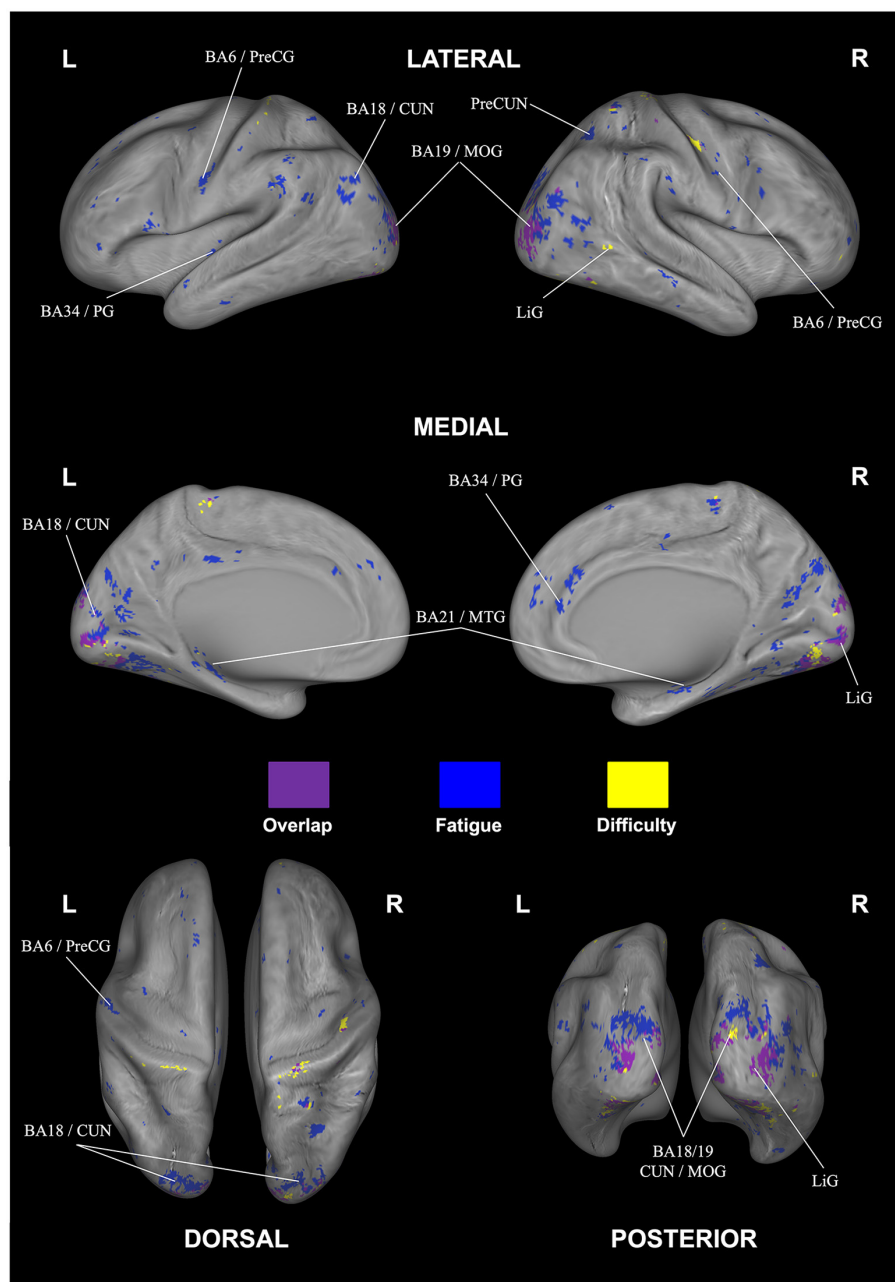 L
LATERAL
R
BA6 / PreCG
BA18 / CUN
PreCUN
BA19 / MOG
BA34 / PG
LiG
BA6 / PreCG
MEDIAL
L
R
BA34 / PG
BA18 / CUN
BA21 / MTG
LiG
Overlap
Fatigue
Difficulty
L
R
L
R
BA6 / PreCG
BA18 / CUN
BA18/19
CUN / MOG
LiG
DORSAL
POSTERIOR